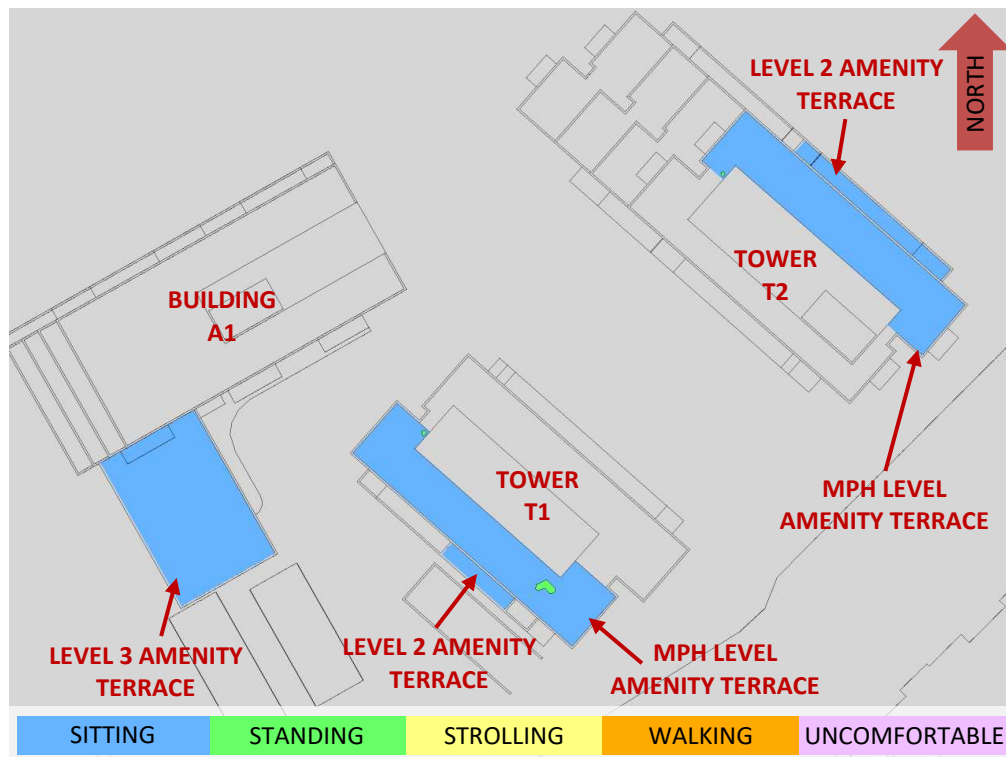 LEVEL 2 AMENITY
TERRACE
NORTH
BUILDING
A1
TOWER
T2
TOWER
T1
MPH LEVEL
AMENITY TERRACE
LEVEL 3 AMENITY
TERRACE
LEVEL 2 AMENITY
TERRACE
MPH LEVEL
AMENITY TERRACE
SITTING
STANDING
STROLLING
WALKING
UNCOMFORTABLE